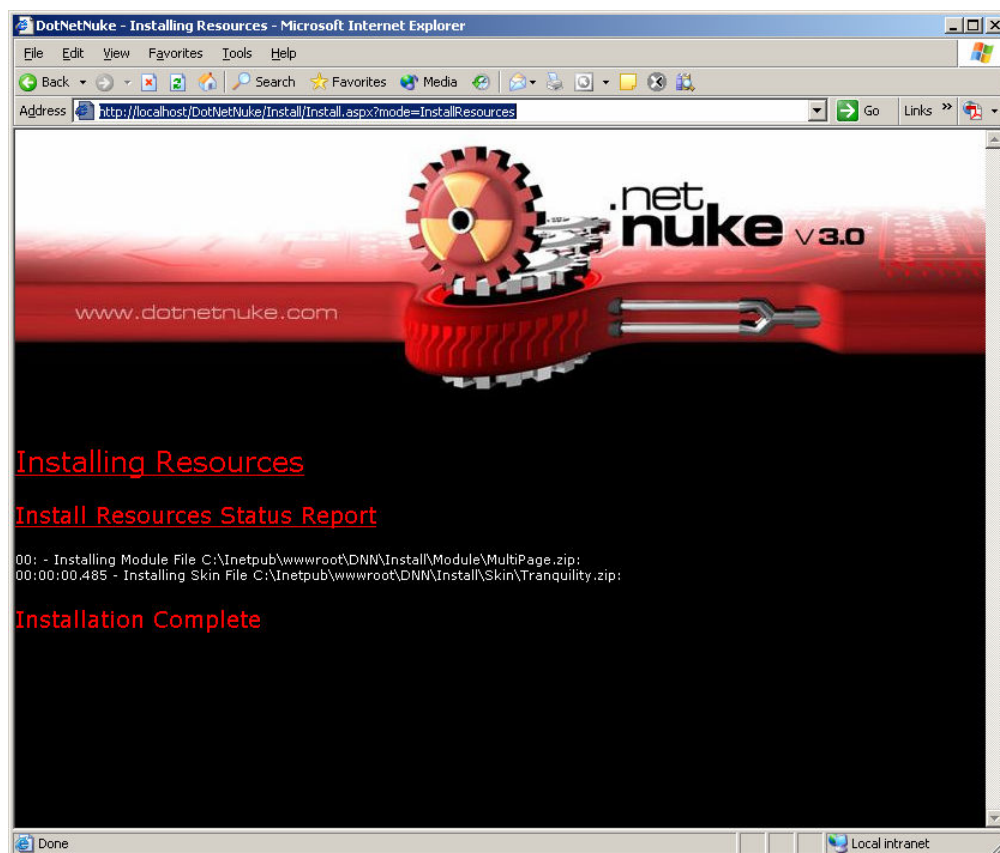 DotNetNuke - Installing Resources - Microsoft Internet Explorer
File Edit View Favorites Tools Help
Back Search Favorites Media
Address http://localhost/DotNetNuke/Install/Install.aspx?mode=InstallResources Go Links »
.net
nuke v 3.0
www.dotnetnuke.com
Installing Resources
Install Resources Status Report
00: - Installing Module File C:\Inetpub\wwwroot\DNN\Install\Module\MultiPage.zip:
00:00:00.485 - Installing Skin File C:\Inetpub\wwwroot\DNN\Install\Skin\Tranquility.zip:
Installation Complete
Done Local intranet